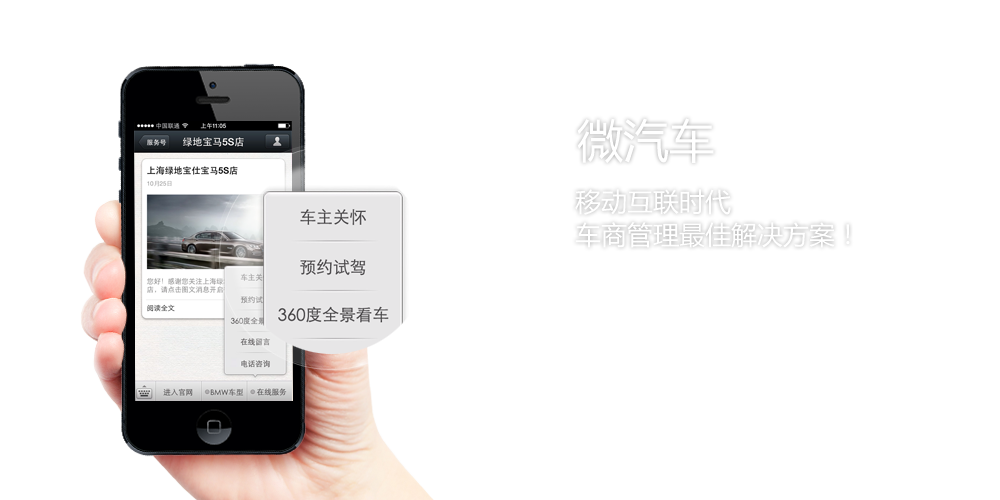 中国联通
上午11:05
服务号
绿地宝马5S店
上海绿地宝仕宝马5S店
10月25日
您好！感谢您关注上海绿
店，请点击图文消息开启
阅读全文
车主关
预约试
360度全景
在线留言
电话咨询
进入官网
BMW车型
在线服务
车主关怀
预约试驾
360度全景看车
微汽车
移动互联时代
车商管理最佳解决方案！